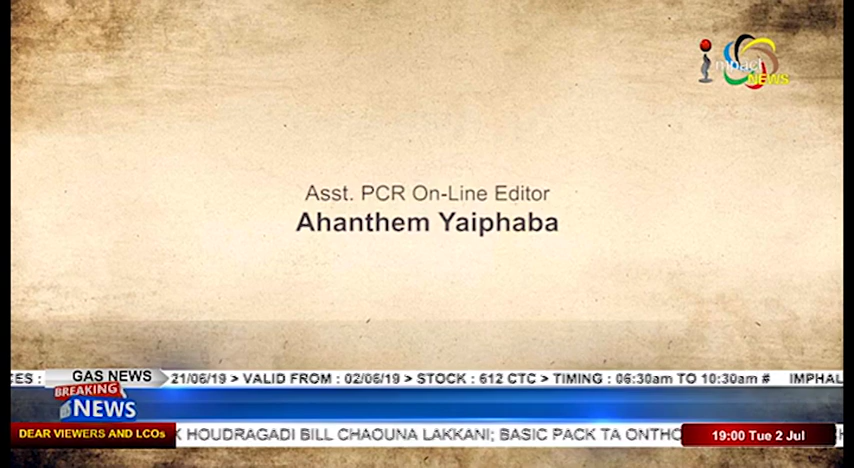 impact
NEWS
Asst. PCR On-Line Editor
Ahanthem Yaiphaba
ES : GAS NEWS 21/06/19 > VALID FROM : 02/06/19 > STOCK : 612 CTC > TIMING : 06:30am TO 10:30am # IMPHAL
BREAKING
NEWS
DEAR VIEWERS AND LCOs K HOUDRAGADI BILL CHAOUNA LAKKANI; BASIC PACK TA ONTHO 19:00 Tue 2 Jul